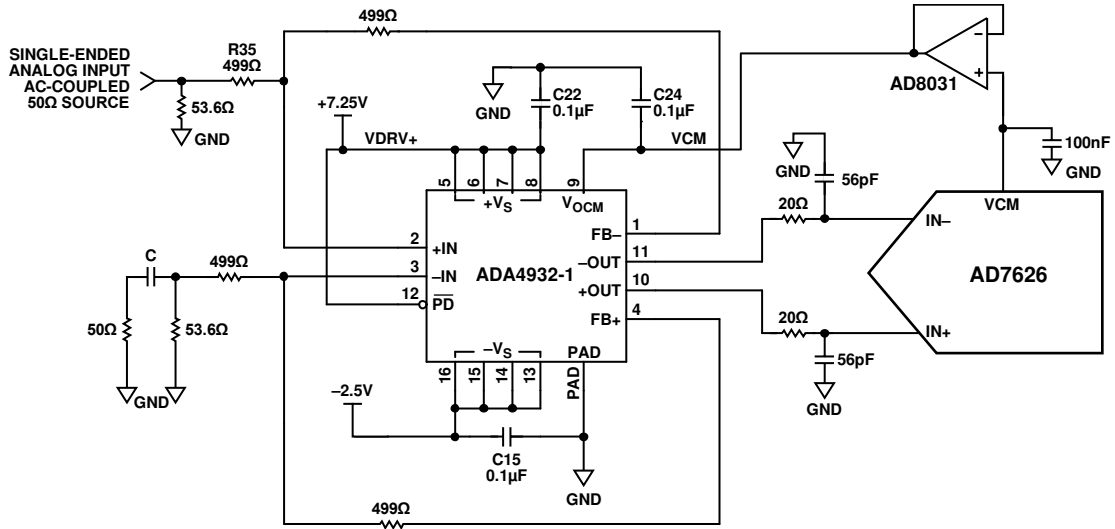 499Ω
SINGLE-ENDED
ANALOG INPUT
AC-COUPLED
50Ω SOURCE
R35
499Ω
53.6Ω
GND
+7.25V
VDRV+
GND
C22
0.1µF
C24
0.1µF
VCM
AD8031
–
+
100nF
GND
GND
56pF
20Ω
VCM
IN–
AD7626
IN+
20Ω
56pF
GND
5
6
7
8
9
+VS
VOCM
2
+IN
3
–IN
12
PD
ADA4932-1
FB–
1
–OUT
11
+OUT
10
FB+
4
–VS
PAD
16
15
14
13
PAD
C
499Ω
50Ω
53.6Ω
GND
–2.5V
C15
0.1µF
GND
499Ω